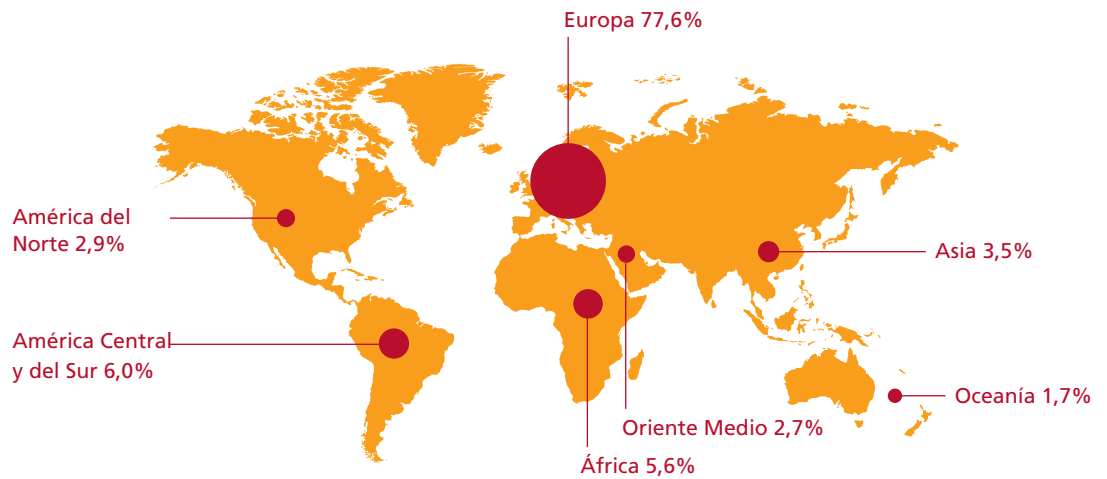 Europa 77,6%
América del
Norte 2,9%
Asia 3,5%
América Central
y del Sur 6,0%
Oceanía 1,7%
Oriente Medio 2,7%
África 5,6%